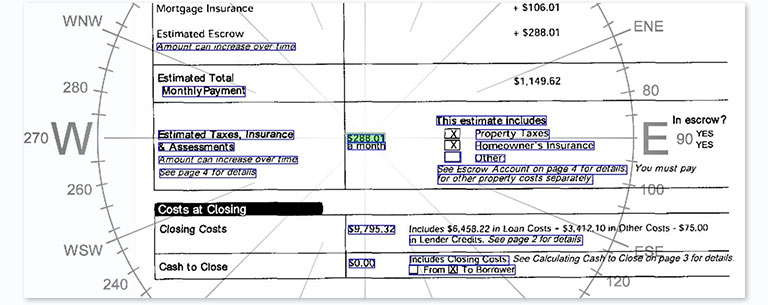 Mortgage Insurance + $106.01
WNW ENE
Estimated Escrow + $288.01
Amount can increase over time
Estimated Total $1,149.62
Monthly Payment
280 80
This estimate includes In escrow?
270 W Estimated Taxes, Insurance $288.01 X Property Taxes E 90 YES
& Assessments a month X Homeowner's Insurance YES
Amount can increase over time Other
See page 4 for details See Escrow Account on page 4 for details. You must pay
for other property costs separately.
260 100
Costs at Closing
Closing Costs $9,795.32 Includes $6,458.22 in Loan Costs + $3,412.10 in Other Costs - $75.00
in Lender Credits. See page 2 for details
WSW ESE
Cash to Close $0.00 Includes Closing Costs See Calculating Cash to Close on page 3 for details.
From X To Borrower
240 120